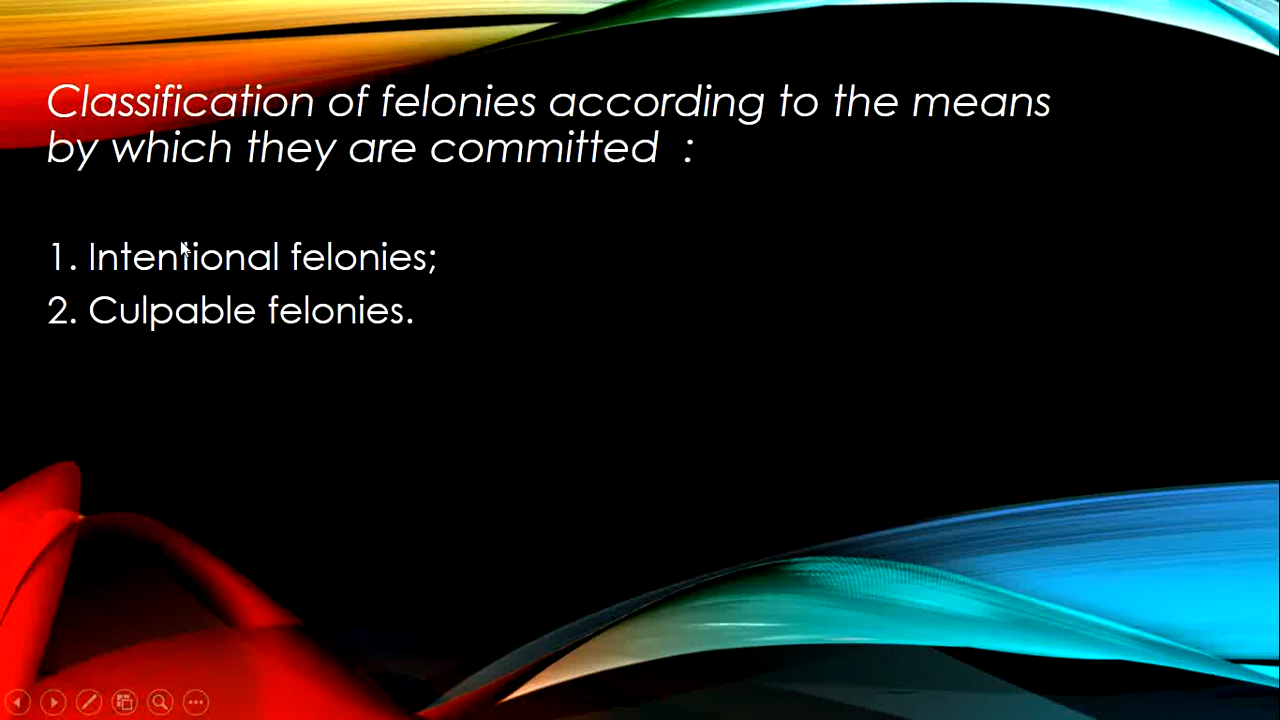 Classification of felonies according to the means
by which they are committed  :
1. Intentional felonies;
2. Culpable felonies.